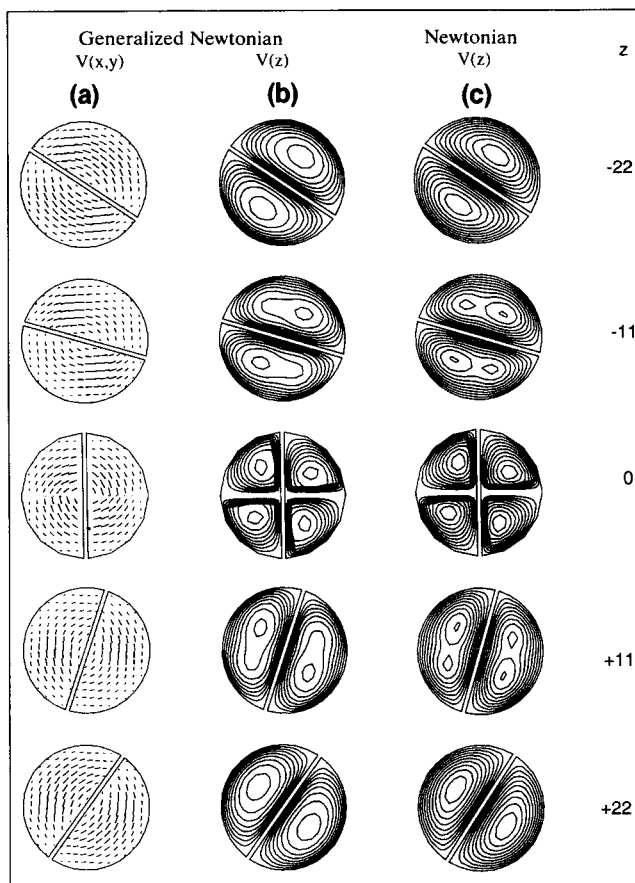 Generalized Newtonian Newtonian z
V(x,y) V(z) V(z)
(a) (b) (c)
-22
-11
0
+11
+22